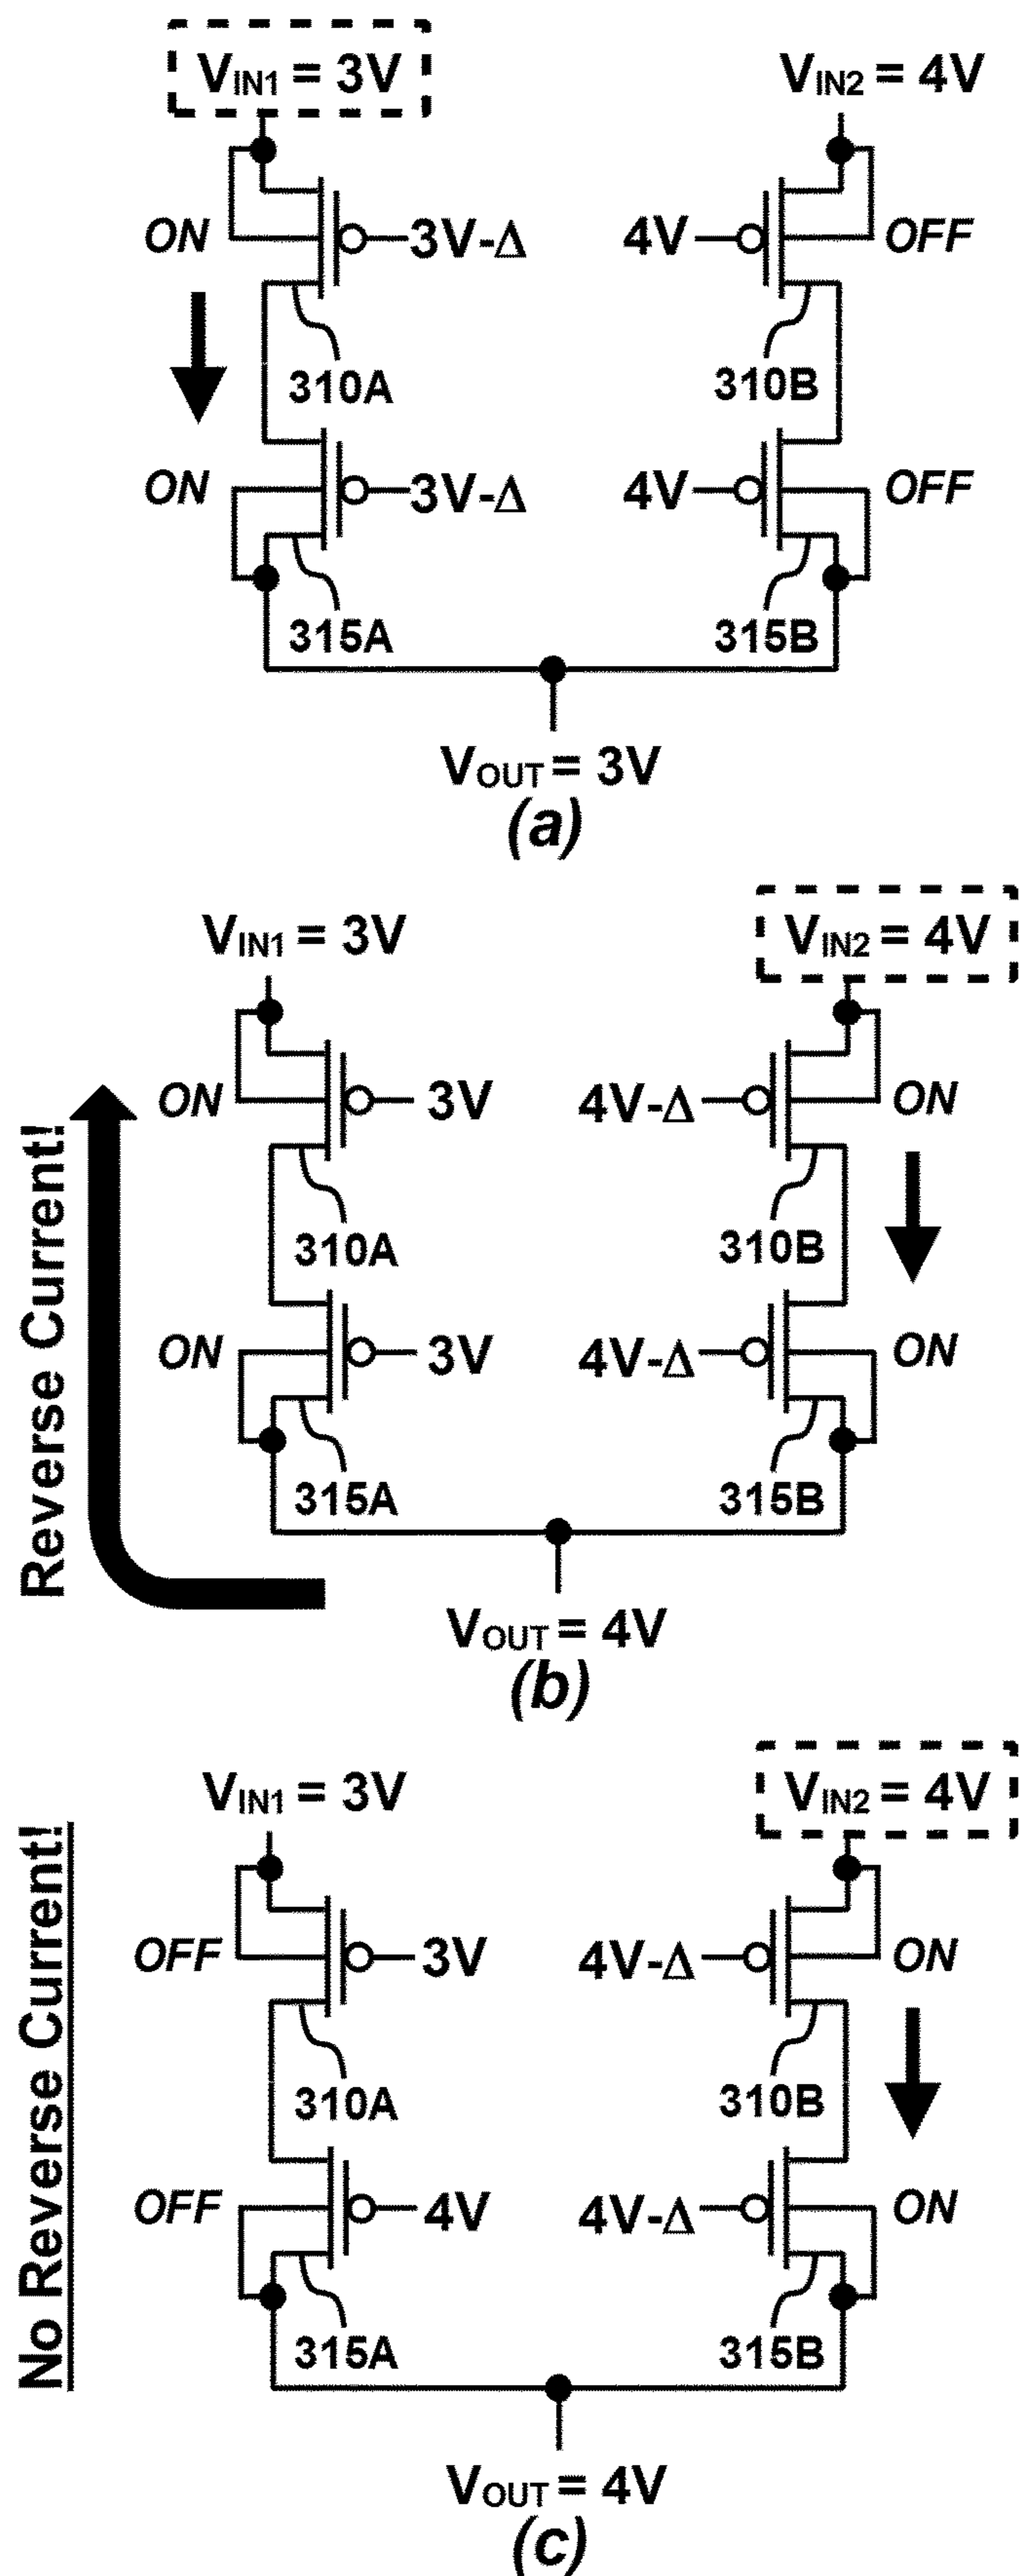 VIN1 = 3V
VIN2 = 4V
ON
3V-Δ
4V
OFF
310A
310B
ON
3V-Δ
4V
OFF
315A
315B
VOUT = 3V
(a)
VIN1 = 3V
VIN2 = 4V
Reverse Current!
ON
3V
4V-Δ
ON
310A
310B
ON
3V
4V-Δ
ON
315A
315B
VOUT = 4V
(b)
VIN1 = 3V
VIN2 = 4V
No Reverse Current!
OFF
3V
4V-Δ
ON
310A
310B
OFF
4V
4V-Δ
ON
315A
315B
VOUT = 4V
(c)